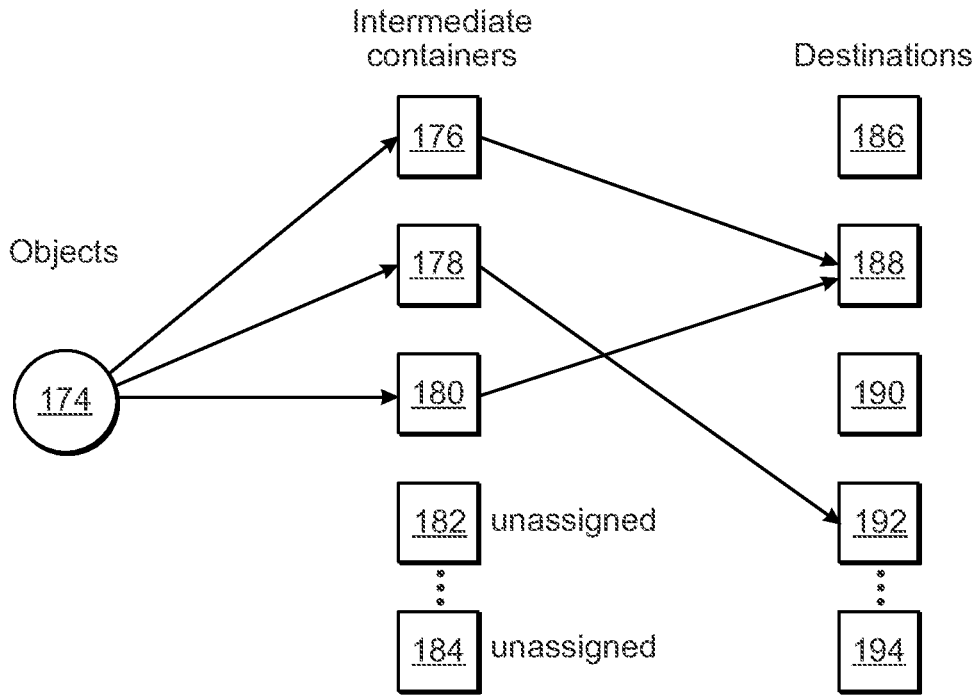 Intermediate
containers
Destinations
176
186
Objects
178
188
174
180
190
182 unassigned
192
184 unassigned
194